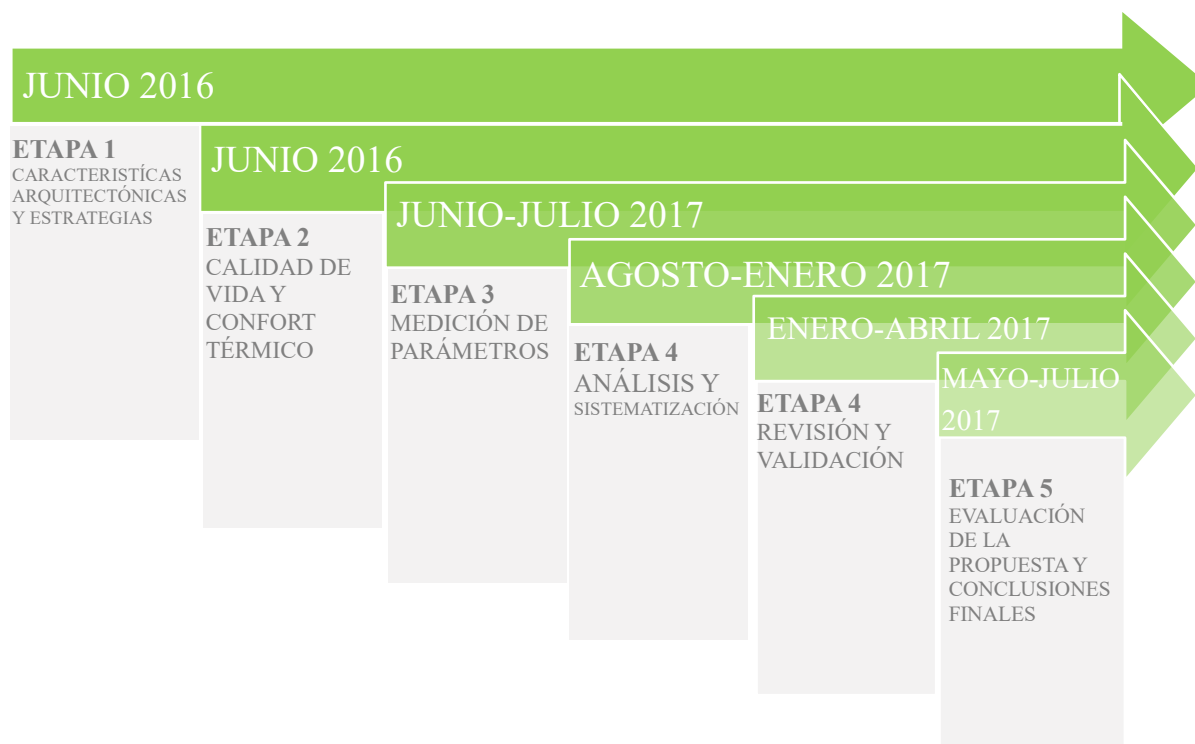 JUNIO 2016
ETAPA 1
CARACTERISTÍCAS
ARQUITECTÓNICAS
Y ESTRATEGIAS
JUNIO 2016
ETAPA 2
CALIDAD DE
VIDA Y
CONFORT
TÉRMICO
JUNIO-JULIO 2017
ETAPA 3
MEDICIÓN DE
PARÁMETROS
AGOSTO-ENERO 2017
ETAPA 4
ANÁLISIS Y
SISTEMATIZACIÓN
ENERO-ABRIL 2017
ETAPA 4
REVISIÓN Y
VALIDACIÓN
MAYO-JULIO
2017
ETAPA 5
EVALUACIÓN
DE LA
PROPUESTA Y
CONCLUSIONES
FINALES